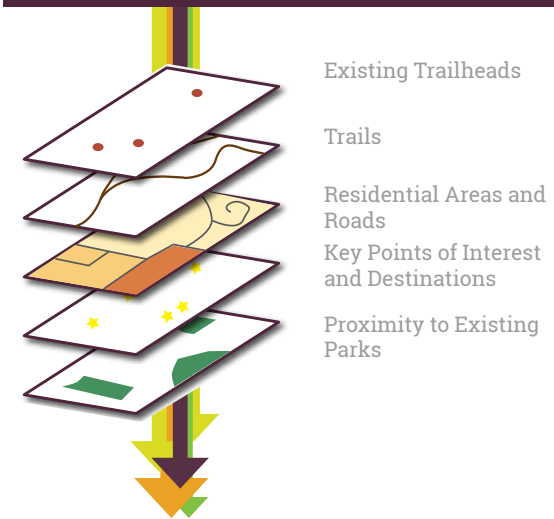 Existing Trailheads
Trails
Residential Areas and
Roads
Key Points of Interest
and Destinations
Proximity to Existing
Parks